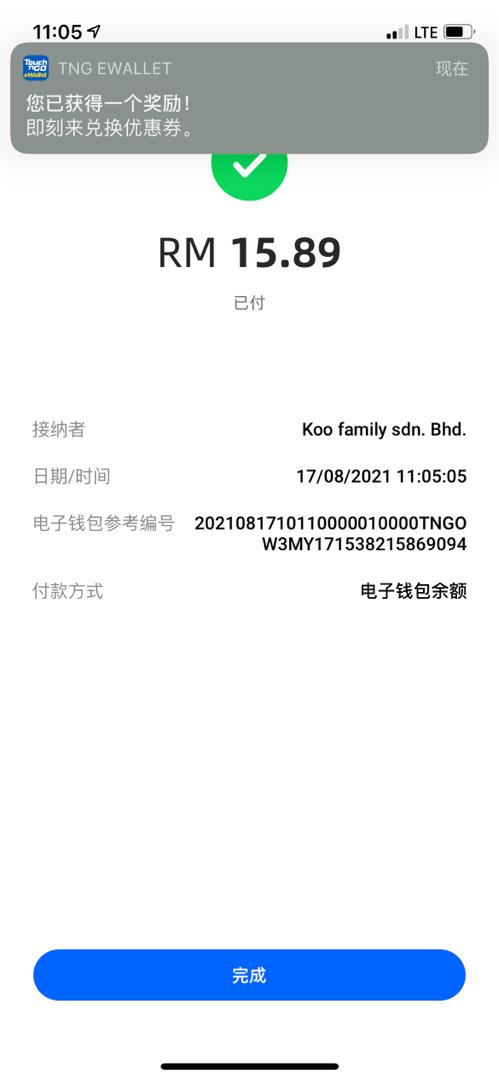 11:05
LTE
Touch 'n GO eWallet
TNG EWALLET
现在
您已获得一个奖励！
即刻来兑换优惠券。
RM 15.89
已付
接纳者
Koo family sdn. Bhd.
日期/时间
17/08/2021 11:05:05
电子钱包参考编号
2021081710110000010000TNGO
W3MY171538215869094
付款方式
电子钱包余额
完成